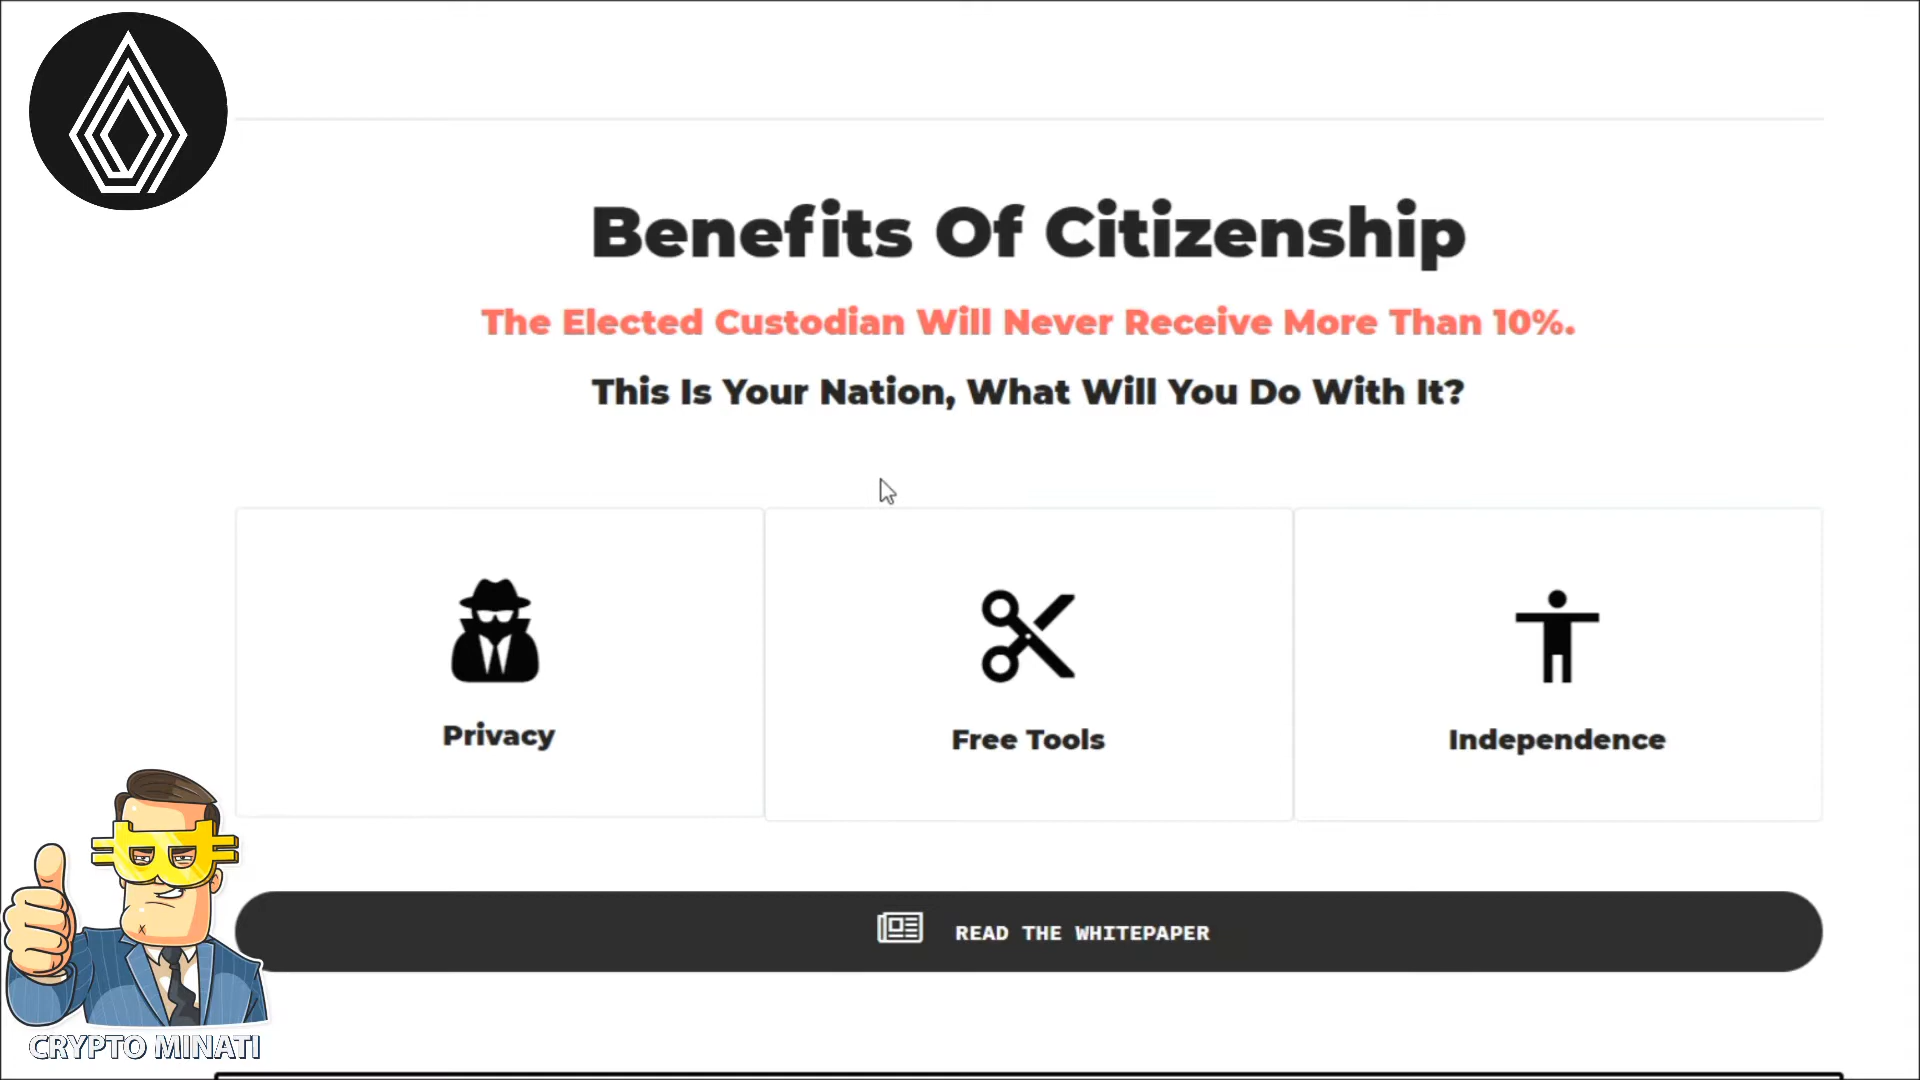 Benefits Of Citizenship
The Elected Custodian Will Never Receive More Than 10%.
This Is Your Nation, What Will You Do With It?
Privacy
Free Tools
Independence
READ THE WHITEPAPER
CRYPTO MINATI